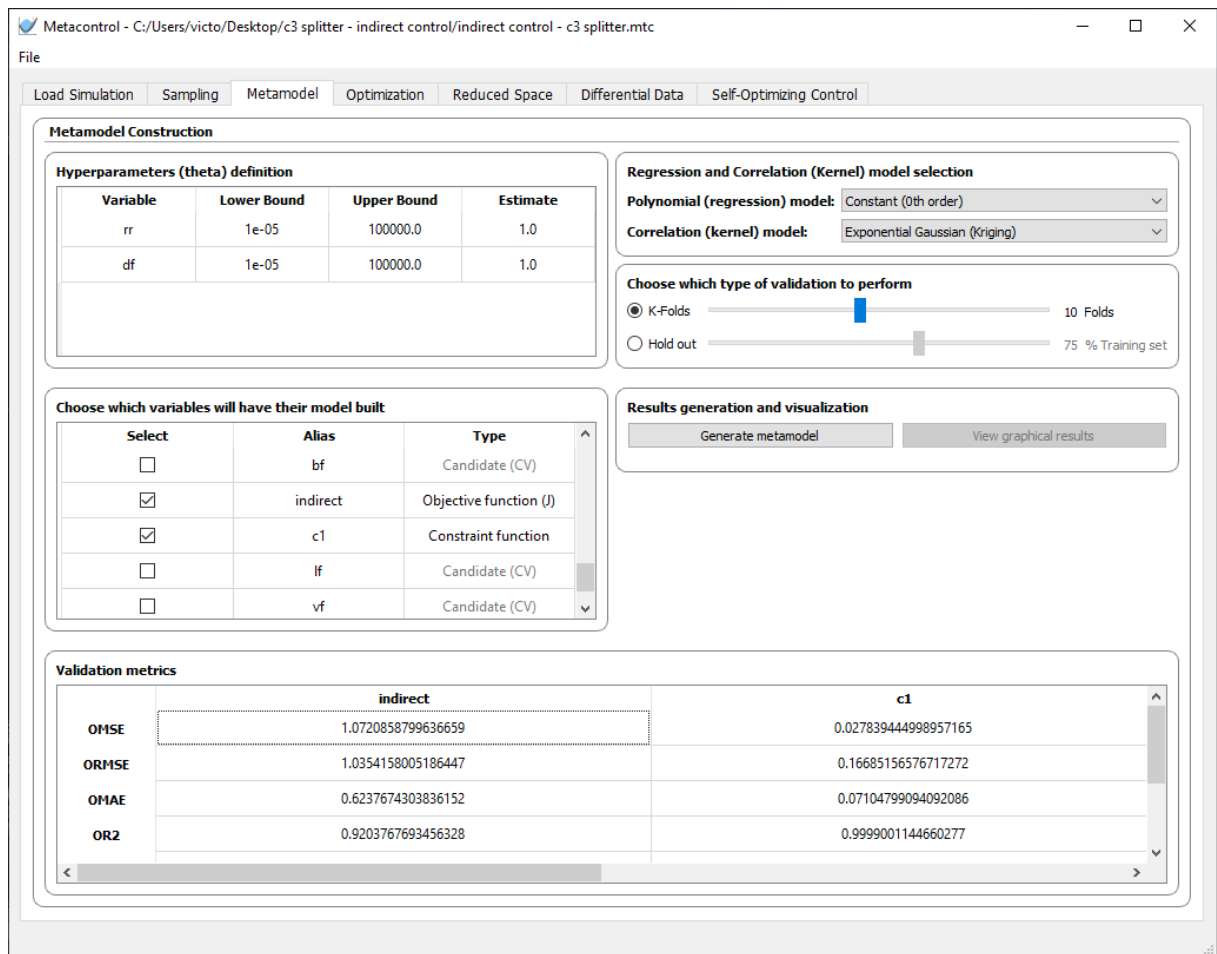 Metacontrol - C:/Users/victo/Desktop/c3 splitter - indirect control/indirect control - c3 splitter.mtc
File
Load Simulation Sampling Metamodel Optimization Reduced Space Differential Data Self-Optimizing Control
Metamodel Construction
Hyperparameters (theta) definition
Variable Lower Bound Upper Bound Estimate
rr 1e-05 100000.0 1.0
df 1e-05 100000.0 1.0
Regression and Correlation (Kernel) model selection
Polynomial (regression) model: Constant (0th order)
Correlation (kernel) model: Exponential Gaussian (Kriging)
Choose which type of validation to perform
K-Folds 10 Folds
Hold out 75 % Training set
Choose which variables will have their model built
Select Alias Type
bf Candidate (CV)
indirect Objective function (J)
c1 Constraint function
lf Candidate (CV)
vf Candidate (CV)
Results generation and visualization
Generate metamodel View graphical results
Validation metrics
indirect c1
OMSE 1.0720858799636659 0.027839444998957165
ORMSE 1.0354158005186447 0.16685156576717272
OMAE 0.6237674303836152 0.07104799094092086
OR2 0.9203767693456328 0.9999001144660277